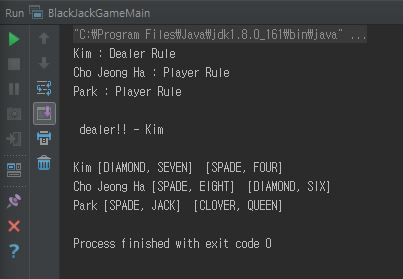 Run BlackJackGameMain
"C:\Program Files\Java\jdk1.8.0_161\bin\java" ...
Kim : Dealer Rule
Cho Jeong Ha : Player Rule
Park : Player Rule
dealer!! - Kim
Kim [DIAMOND, SEVEN]  [SPADE, FOUR]
Cho Jeong Ha [SPADE, EIGHT]  [DIAMOND, SIX]
Park [SPADE, JACK]  [CLOVER, QUEEN]
Process finished with exit code 0